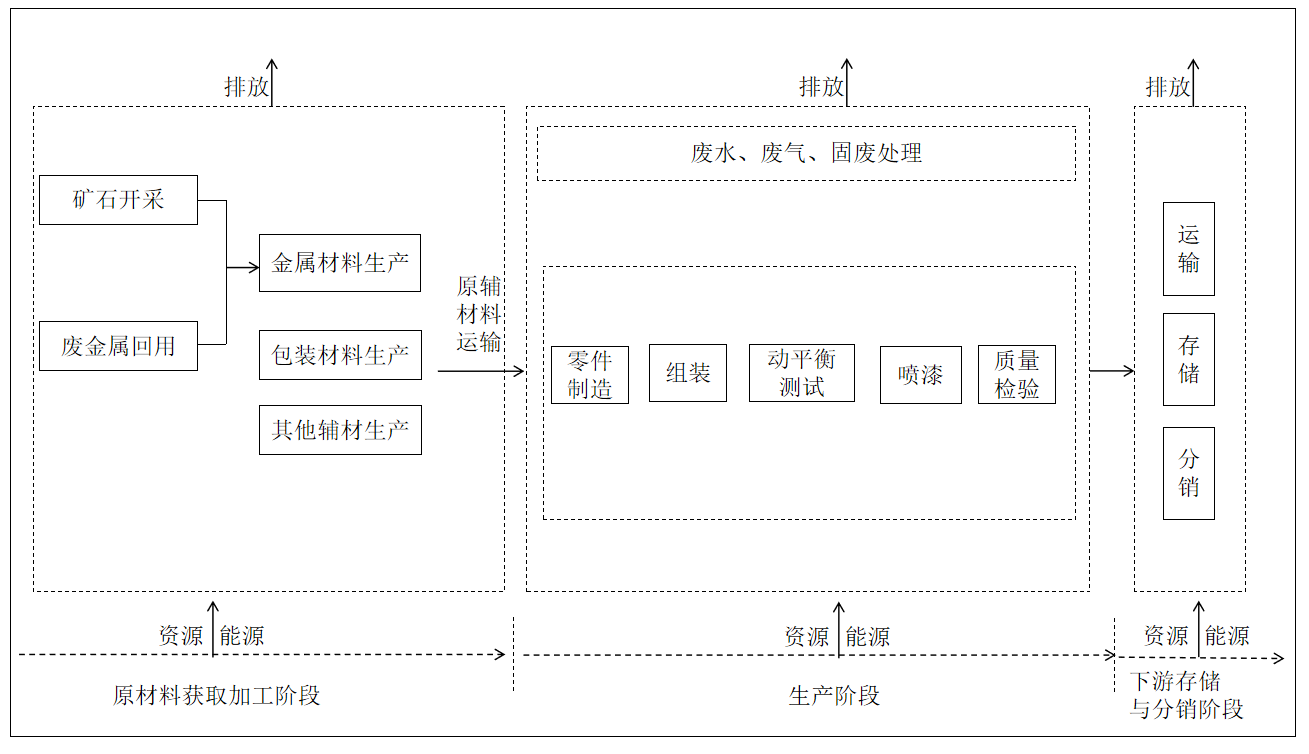 排放
排放
排放
废水、废气、固废处理
矿石开采
废金属回用
金属材料生产
包装材料生产
其他辅材生产
原辅
材料
运输
零件
制造
组装
动平衡
测试
喷漆
质量
检验
运
输
存
储
分
销
资源 能源
资源 能源
资源 能源
原材料获取加工阶段
生产阶段
下游存储
与分销阶段